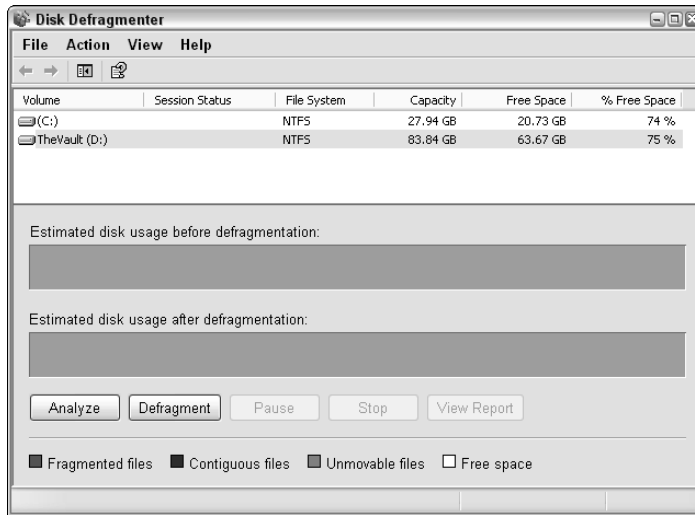 Disk Defragmenter
File Action View Help
Volume Session Status File System Capacity Free Space % Free Space
(C:) NTFS 27.94 GB 20.73 GB 74 %
TheVault (D:) NTFS 83.84 GB 63.67 GB 75 %
Estimated disk usage before defragmentation:
Estimated disk usage after defragmentation:
Analyze Defragment Pause Stop View Report
Fragmented files Contiguous files Unmovable files Free space